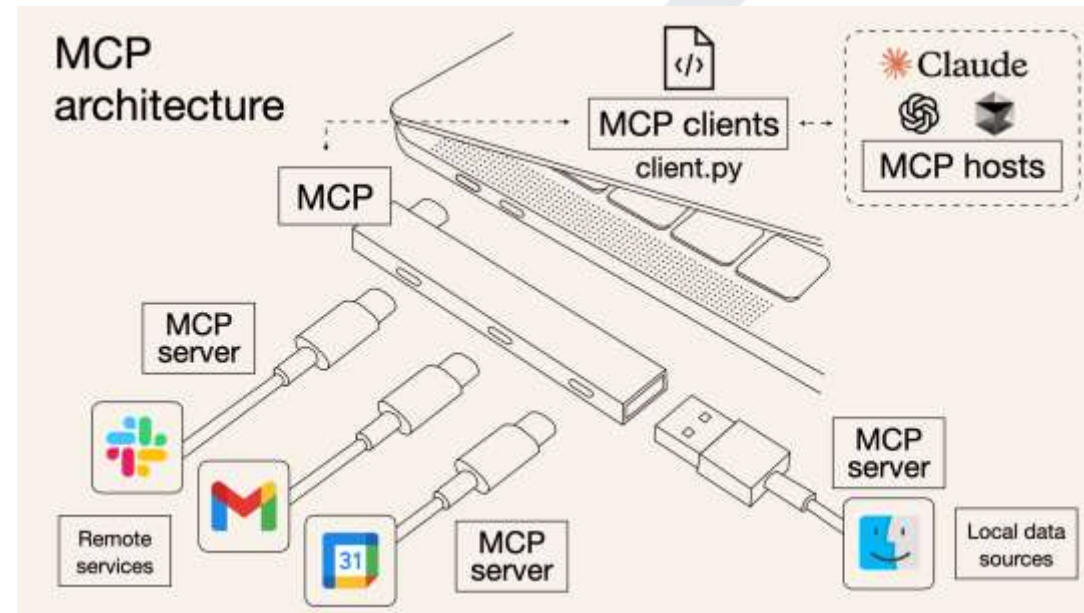 MCP
architecture
</>
MCP clients
client.py
Claude
MCP hosts
MCP
MCP
server
Remote
services
31
MCP
server
MCP
server
Local data
sources